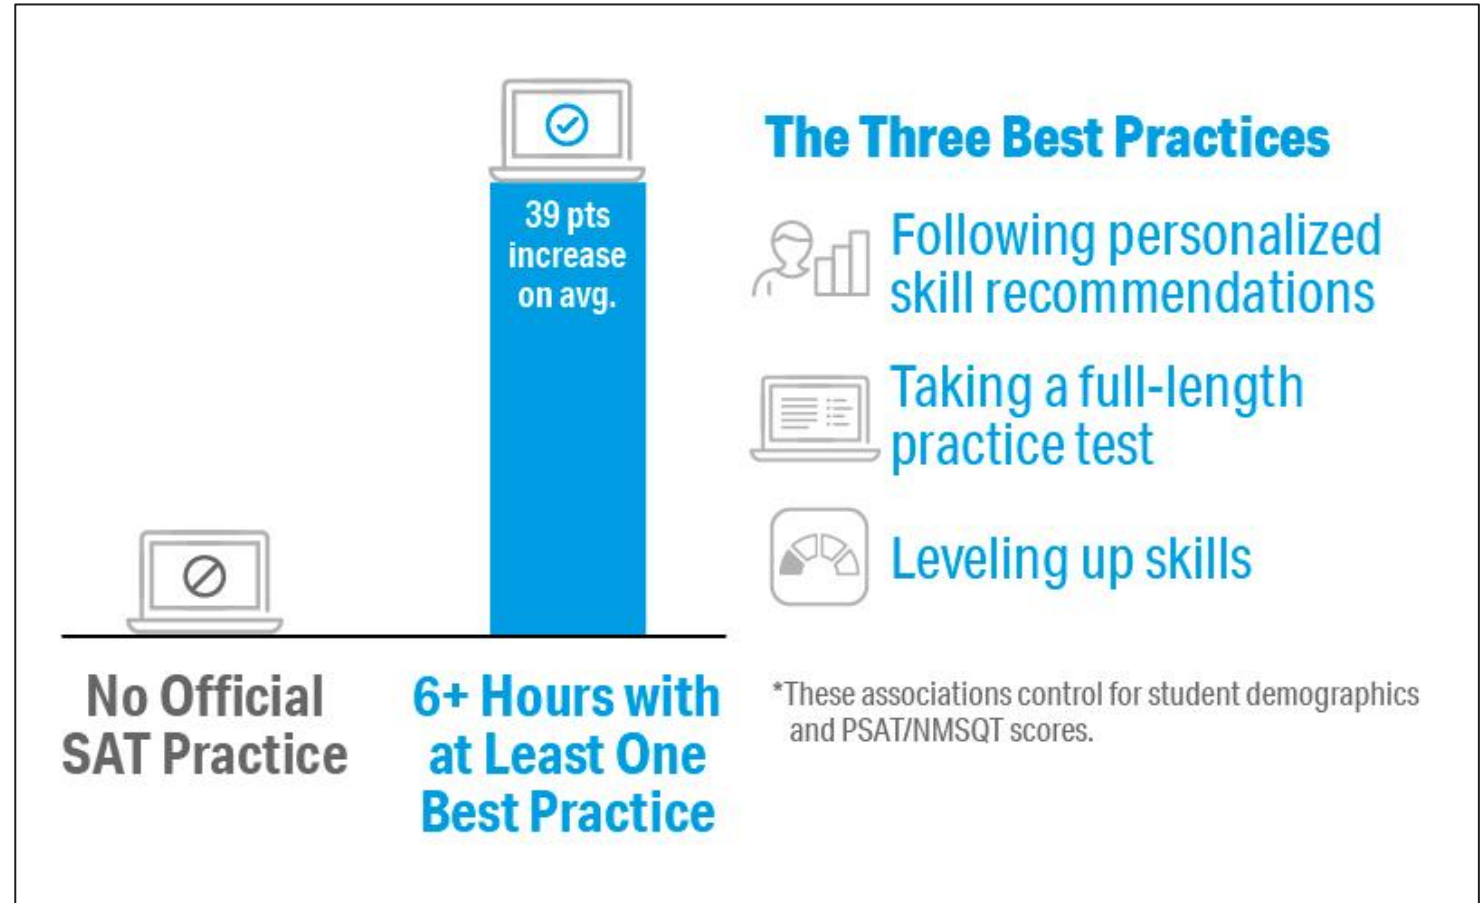 39 pts
increase
on avg.
No Official
SAT Practice
6+ Hours with
at Least One
Best Practice
The Three Best Practices
Following personalized
skill recommendations
Taking a full-length
practice test
Leveling up skills
*These associations control for student demographics
and PSAT/NMSQT scores.